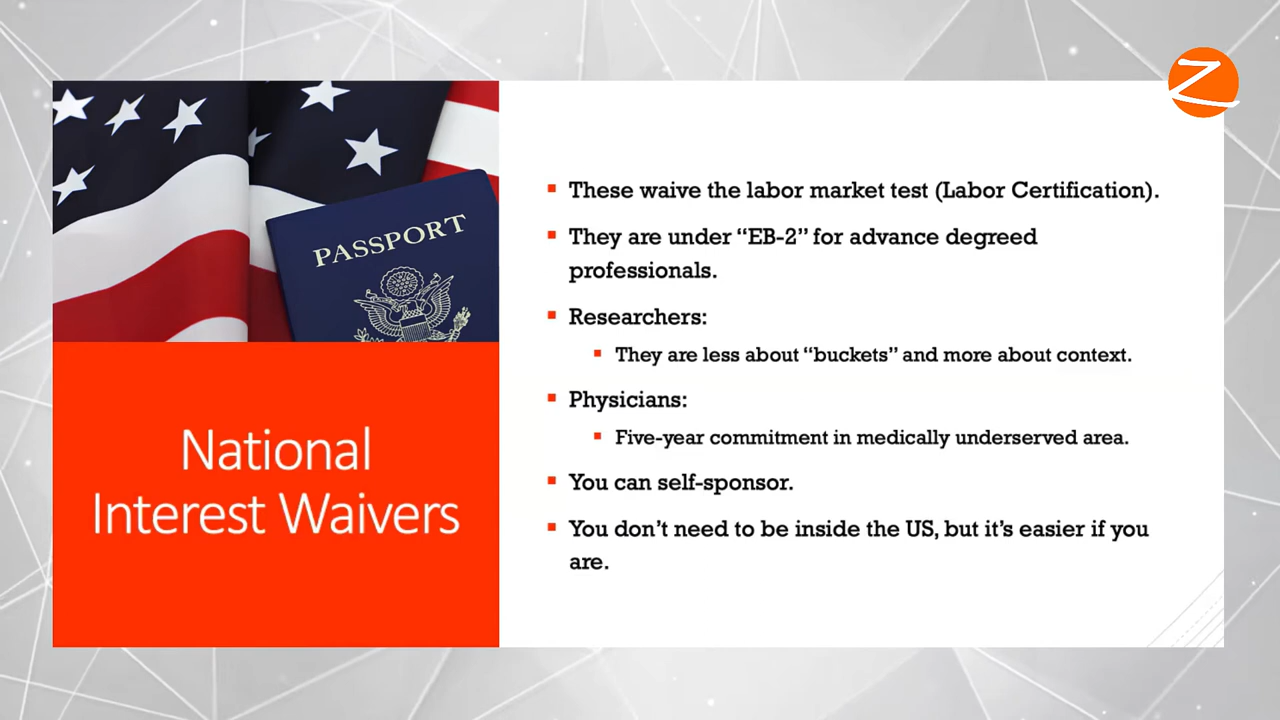 PASSPORT
National
Interest Waivers
Z
These waive the labor market test (Labor Certification).
They are under “EB-2” for advance degreed
professionals.
Researchers:
They are less about “buckets” and more about context.
Physicians:
Five-year commitment in medically underserved area.
You can self-sponsor.
You don’t need to be inside the US, but it’s easier if you
are.